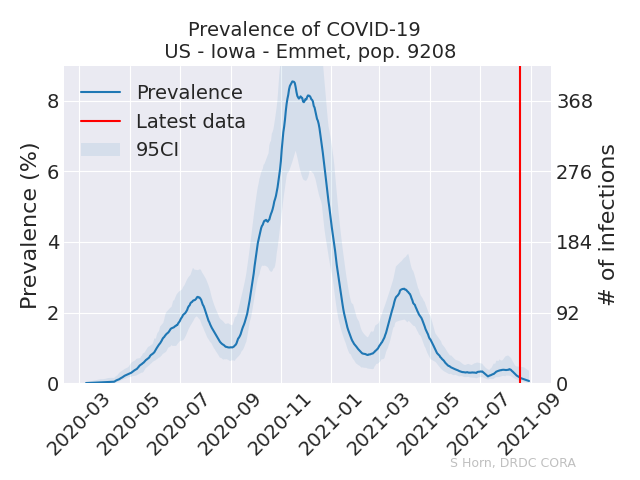 Prevalence of COVID-19
US - Iowa - Emmet, pop. 9208
Prevalence
Latest data
95CI
Prevalence (%)
8
6
4
2
0
368
276
184
92
0
# of infections
2020-03
2020-05
2020-07
2020-09
2020-11
2021-01
2021-03
2021-05
2021-07
2021-09
S Horn, DRDC CORA